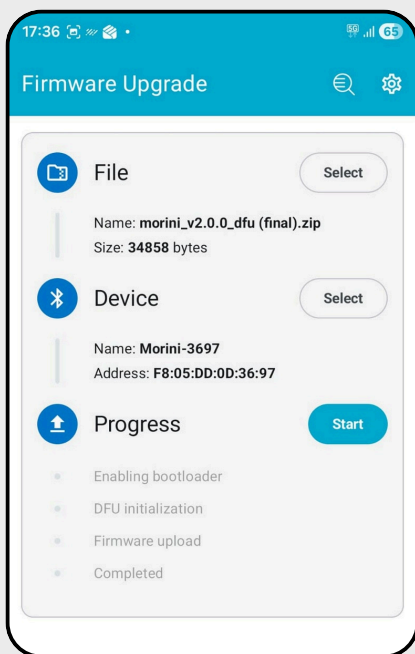 17:36
5G 65
Firmware Upgrade
File
Select
Name: morini_v2.0.0_dfu (final).zip
Size: 34858 bytes
Device
Select
Name: Morini-3697
Address: F8:05:DD:0D:36:97
Progress
Start
Enabling bootloader
DFU initialization
Firmware upload
Completed